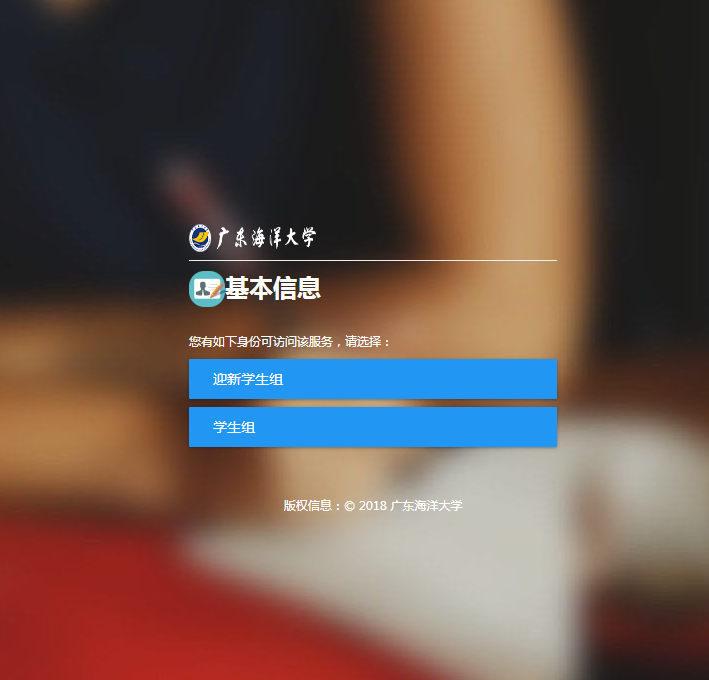 广东海洋大学
基本信息
您有如下身份可访问该服务，请选择：
迎新学生组
学生组
版权信息：© 2018 广东海洋大学